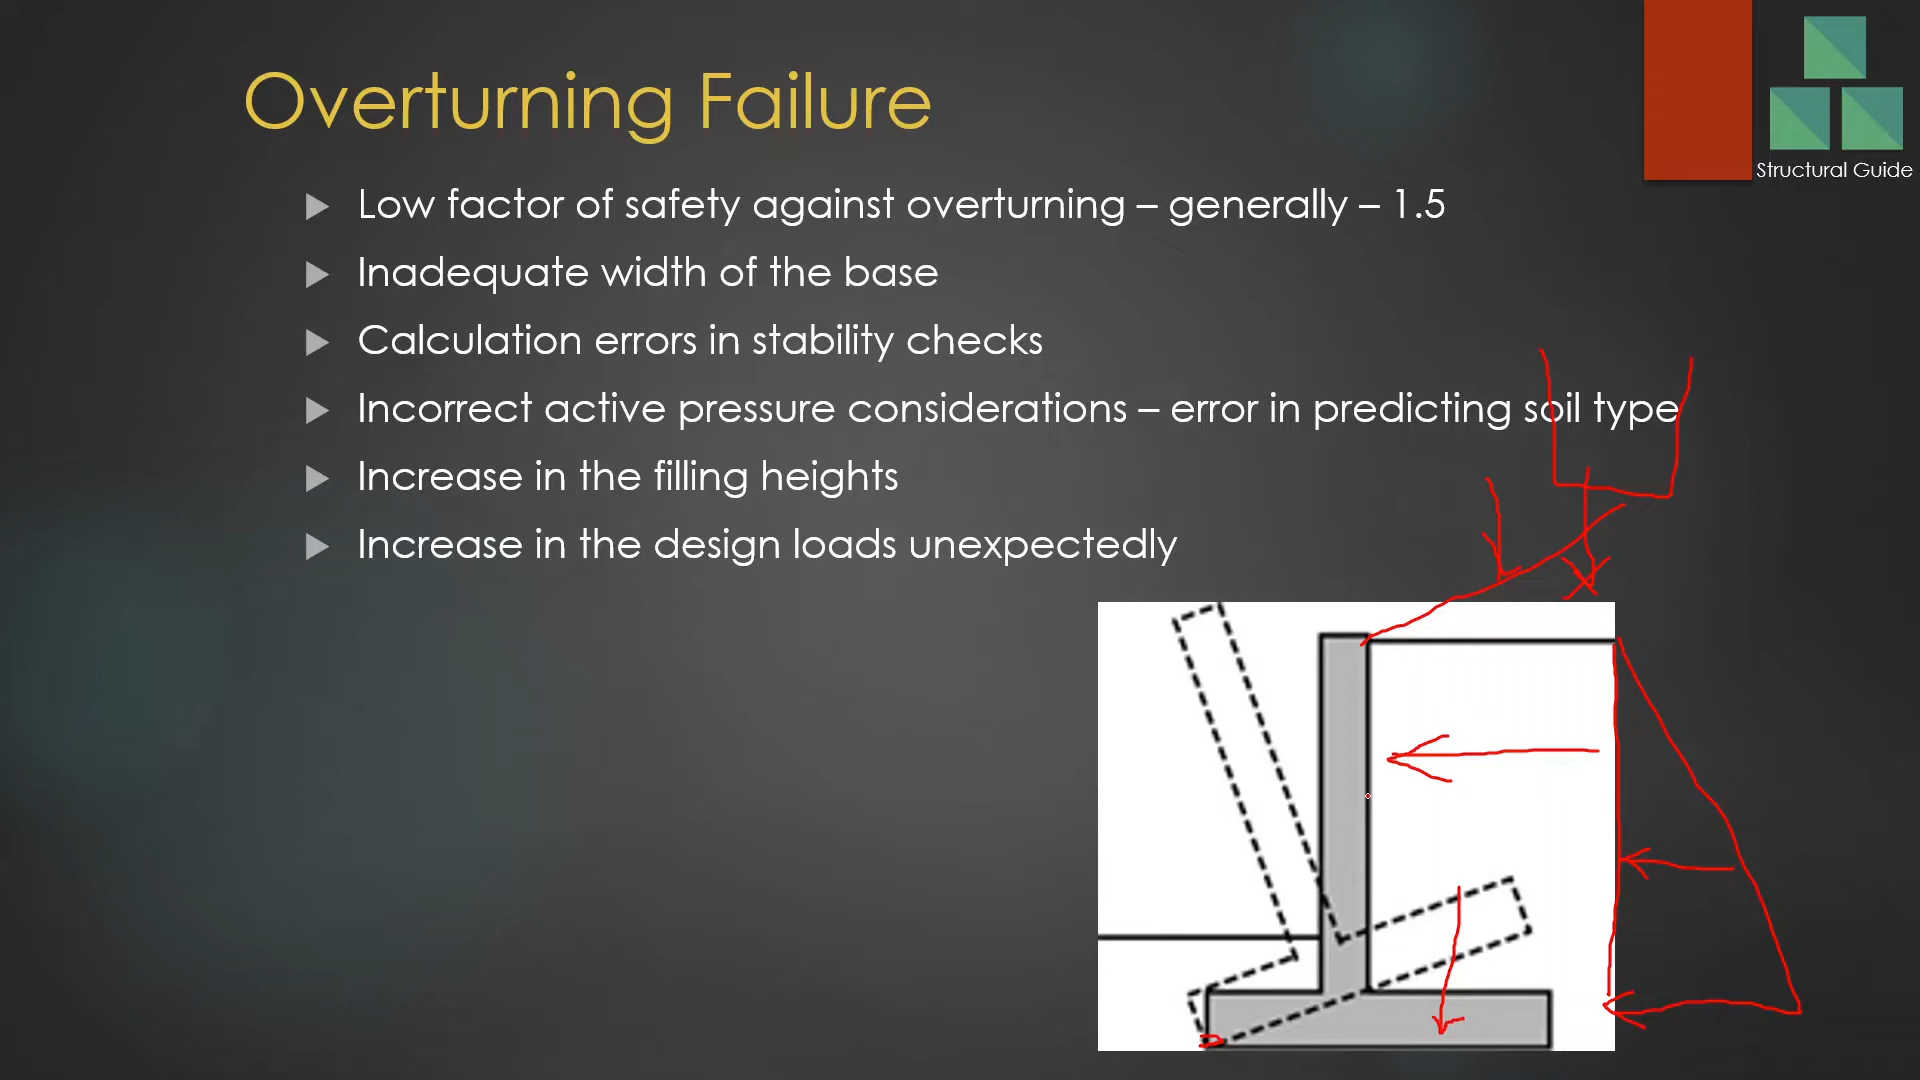 Overturning Failure
Structural Guide
Low factor of safety against overturning – generally – 1.5
Inadequate width of the base
Calculation errors in stability checks
Incorrect active pressure considerations – error in predicting soil type
Increase in the filling heights
Increase in the design loads unexpectedly